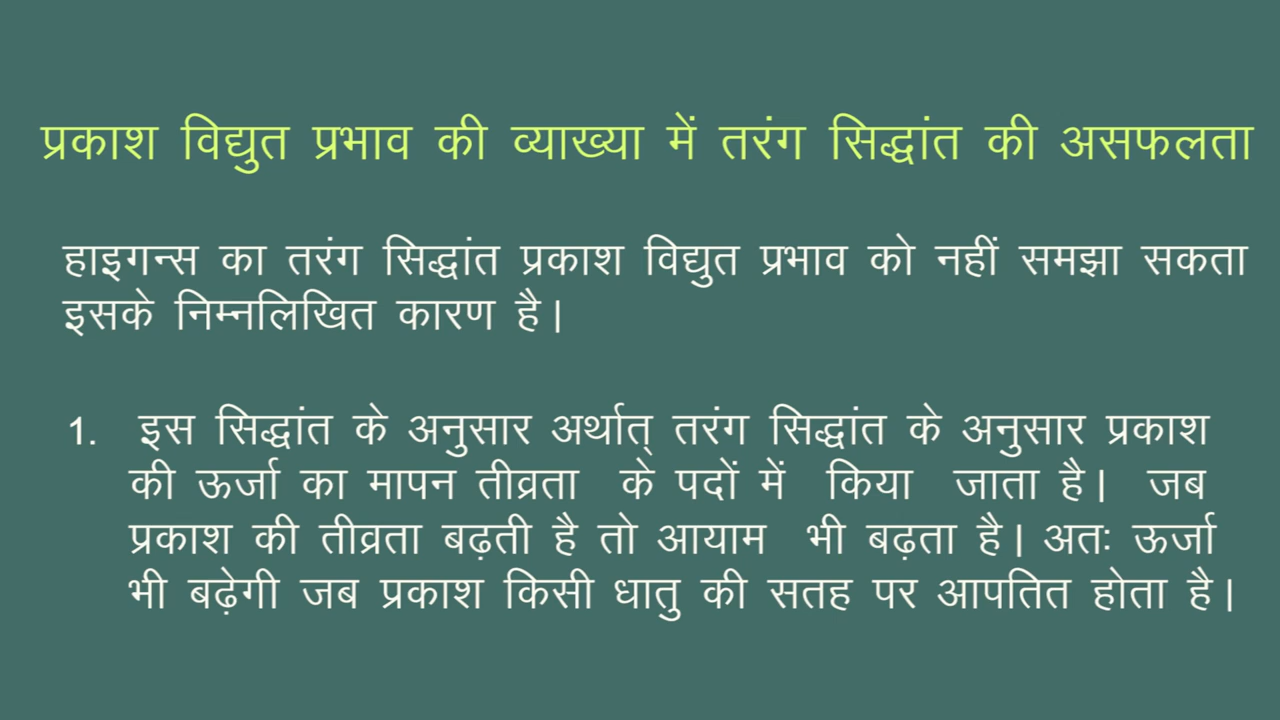 प्रकाश विद्युत प्रभाव की व्याख्या में तरंग सिद्धांत की असफलता
हाइगन्स का तरंग सिद्धांत प्रकाश विद्युत प्रभाव को नहीं समझा सकता
इसके निम्नलिखित कारण है।
1. इस सिद्धांत के अनुसार अर्थात् तरंग सिद्धांत के अनुसार प्रकाश
की ऊर्जा का मापन तीव्रता के पदों में किया जाता है। जब
प्रकाश की तीव्रता बढ़ती है तो आयाम भी बढ़ता है। अतः ऊर्जा
भी बढ़ेगी जब प्रकाश किसी धातु की सतह पर आपतित होता है।